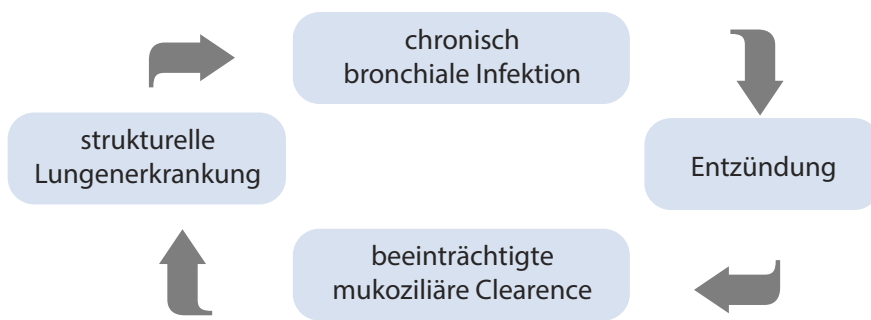 chronisch
bronchiale Infektion
strukturelle
Lungenerkrankung
Entzündung
beeinträchtigte
mukoziliäre Clearence